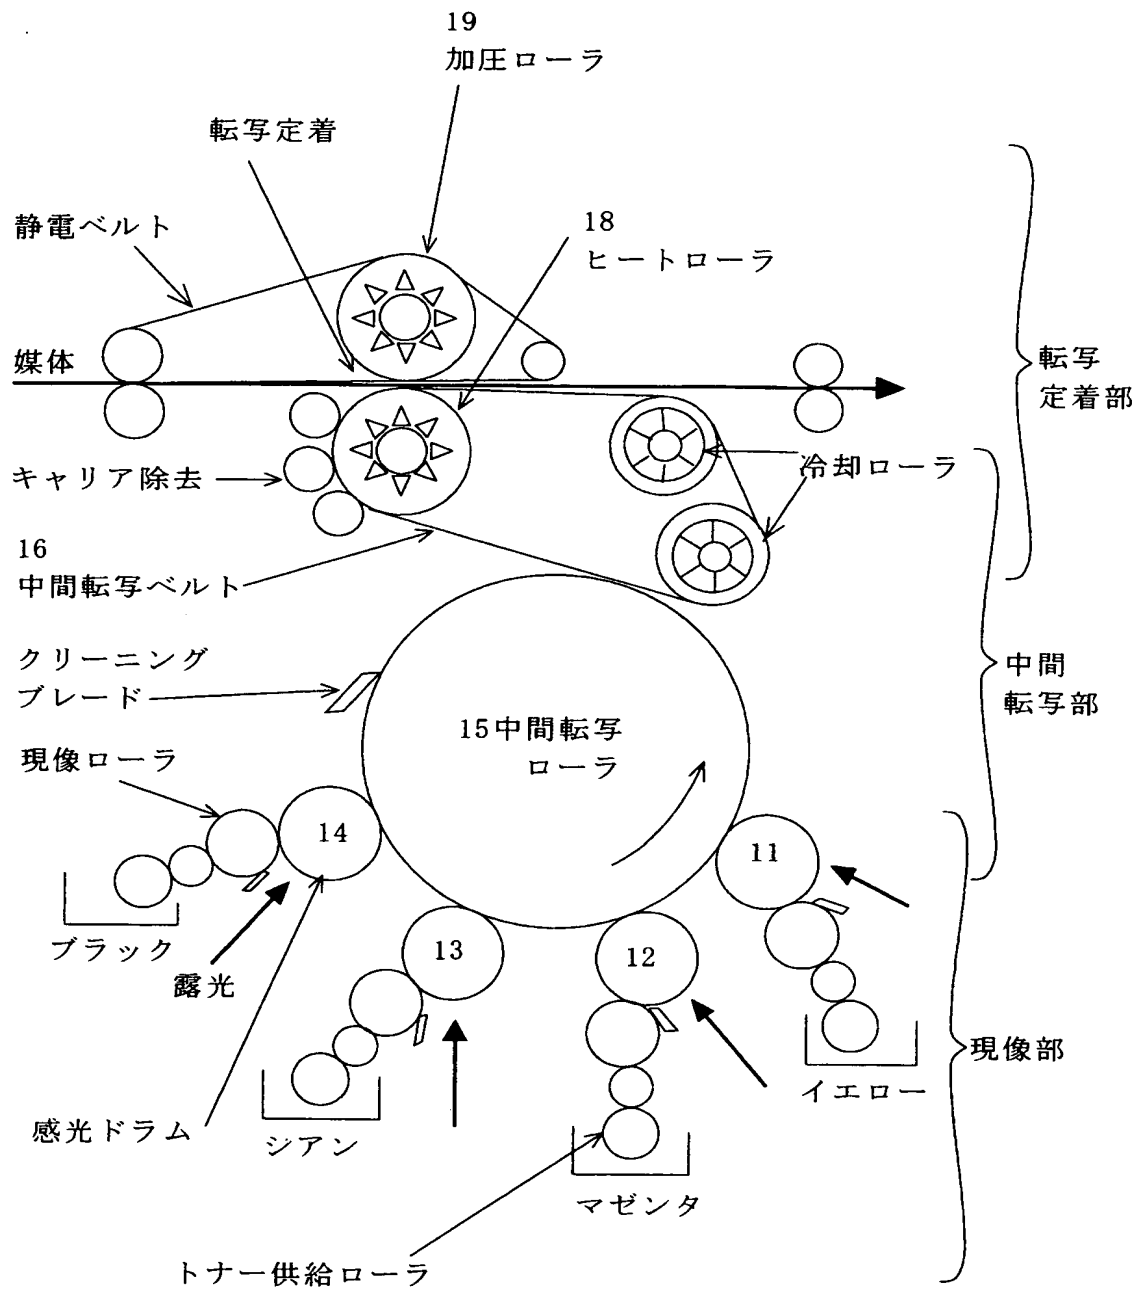 19
加圧ローラ
転写定着
静電ベルト
18
ヒートローラ
媒体
転写
定着部
キャリア除去
冷却ローラ
16
中間転写ベルト
クリーニング
ブレード
中間
転写部
15中間転写
ローラ
現像ローラ
14
11
ブラック
露光
13
12
現像部
イエロー
感光ドラム
シアン
マゼンタ
トナー供給ローラ